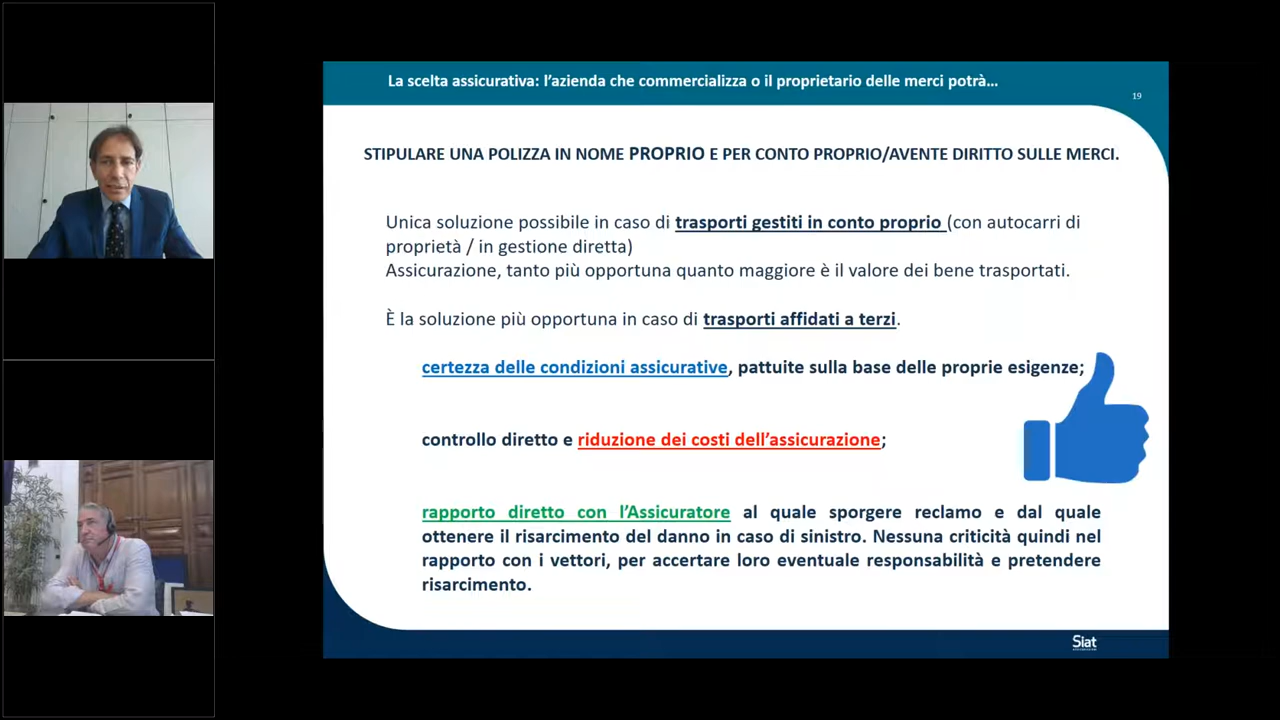 La scelta assicurativa: l’azienda che commercializza o il proprietario delle merci potrà…
19
STIPULARE UNA POLIZZA IN NOME PROPRIO E PER CONTO PROPRIO/AVENTE DIRITTO SULLE MERCI.
Unica soluzione possibile in caso di trasporti gestiti in conto proprio (con autocarri di
proprietà / in gestione diretta)
Assicurazione, tanto più opportuna quanto maggiore è il valore dei bene trasportati.
È la soluzione più opportuna in caso di trasporti affidati a terzi.
certezza delle condizioni assicurative, pattuite sulla base delle proprie esigenze;
controllo diretto e riduzione dei costi dell’assicurazione;
rapporto diretto con l’Assicuratore al quale sporgere reclamo e dal quale
ottenere il risarcimento del danno in caso di sinistro. Nessuna criticità quindi nel
rapporto con i vettori, per accertare loro eventuale responsabilità e pretendere
risarcimento.
Siat